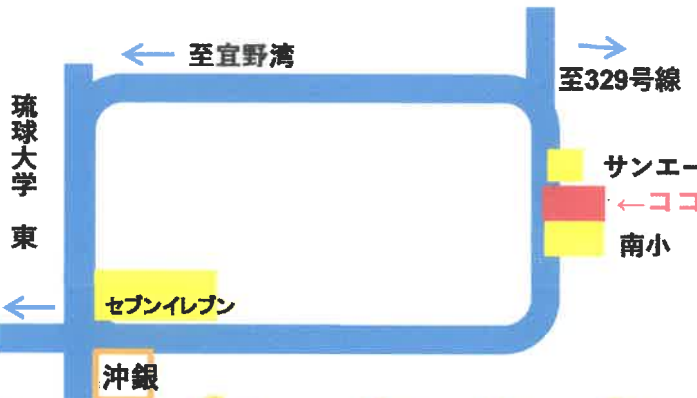 ←至宜野湾
→
至329号線
琉球大学 東
サンエー
←ココ
南小
←
セブンイレブン
沖銀